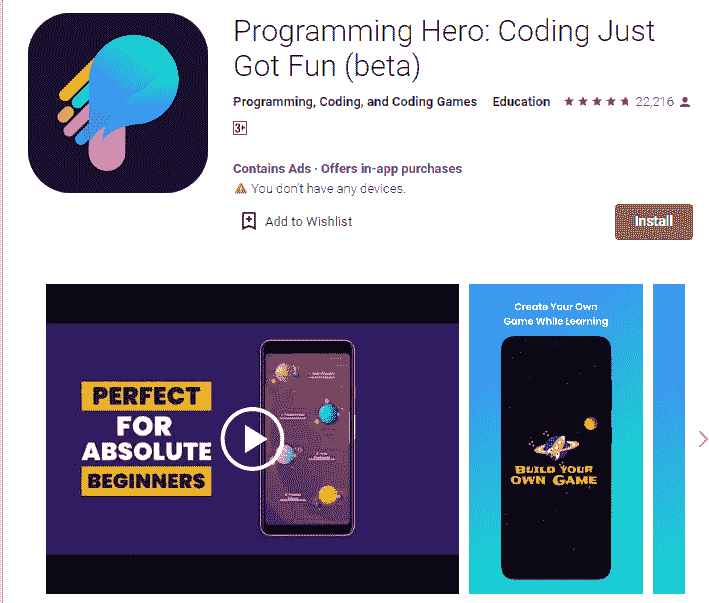 Programming Hero: Coding Just
Got Fun (beta)
Programming, Coding, and Coding Games Education 22,216
3+
Contains Ads · Offers in-app purchases
You don't have any devices.
Add to Wishlist
Install
PERFECT
FOR
ABSOLUTE
BEGINNERS
Create Your Own
Game While Learning
BUILD YOUR
OWN GAME